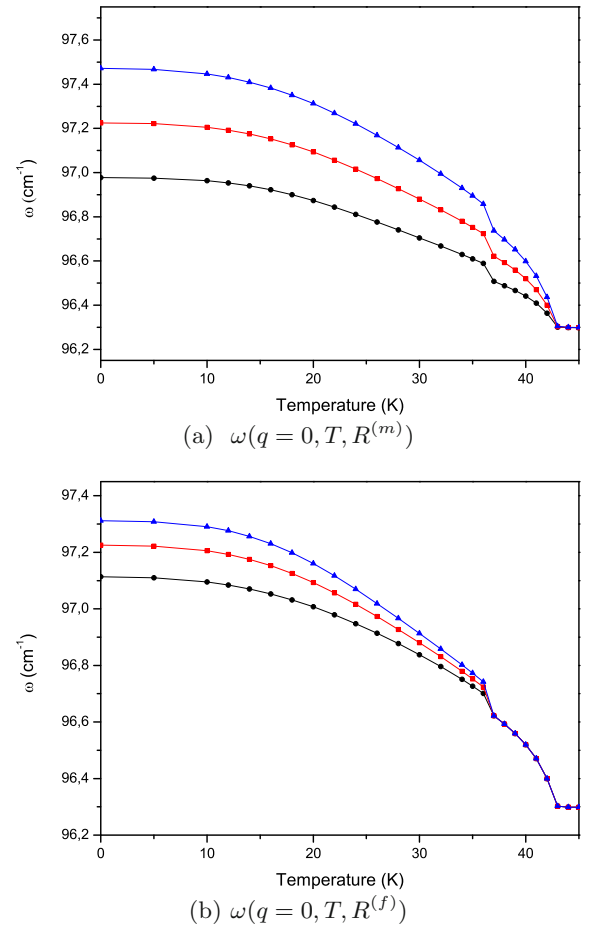 97,6
97,4
97,2
97,0
96,8
96,6
96,4
96,2
ω (cm⁻¹)
0 10 20 30 40
Temperature (K)
(a) ω(q = 0, T, R⁽ᵐ⁾)
97,4
97,2
97,0
96,8
96,6
96,4
96,2
ω (cm⁻¹)
0 10 20 30 40
Temperature (K)
(b) ω(q = 0, T, R⁽ᶠ⁾)